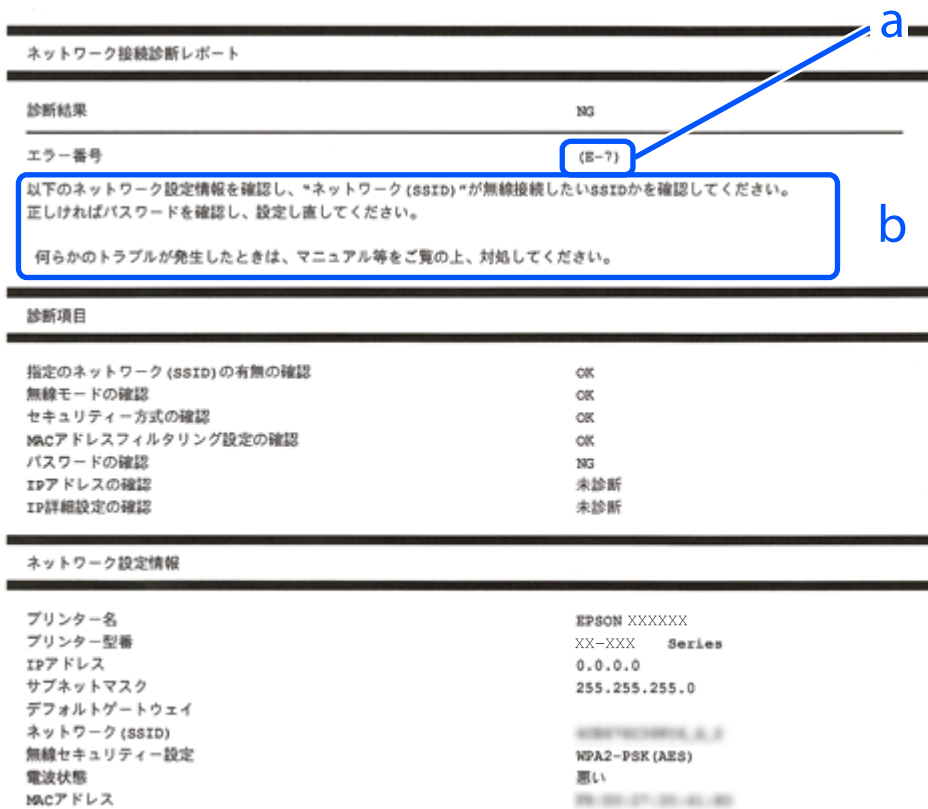 a
ネットワーク接続診断レポート
診断結果 NG
エラー番号 (E-7)
以下のネットワーク設定情報を確認し、"ネットワーク(SSID)"が無線接続したいSSIDかを確認してください。
正しければパスワードを確認し、設定し直してください。
b
何らかのトラブルが発生したときは、マニュアル等をご覧の上、対処してください。
診断項目
指定のネットワーク(SSID)の有無の確認 OK
無線モードの確認 OK
セキュリティー方式の確認 OK
MACアドレスフィルタリング設定の確認 OK
パスワードの確認 NG
IPアドレスの確認 未診断
IP詳細設定の確認 未診断
ネットワーク設定情報
プリンター名 EPSON XXXXXX
プリンター型番 XX-XXX Series
IPアドレス 0.0.0.0
サブネットマスク 255.255.255.0
デフォルトゲートウェイ
ネットワーク(SSID)
無線セキュリティー設定 WPA2-PSK(AES)
電波状態 悪い
MACアドレス